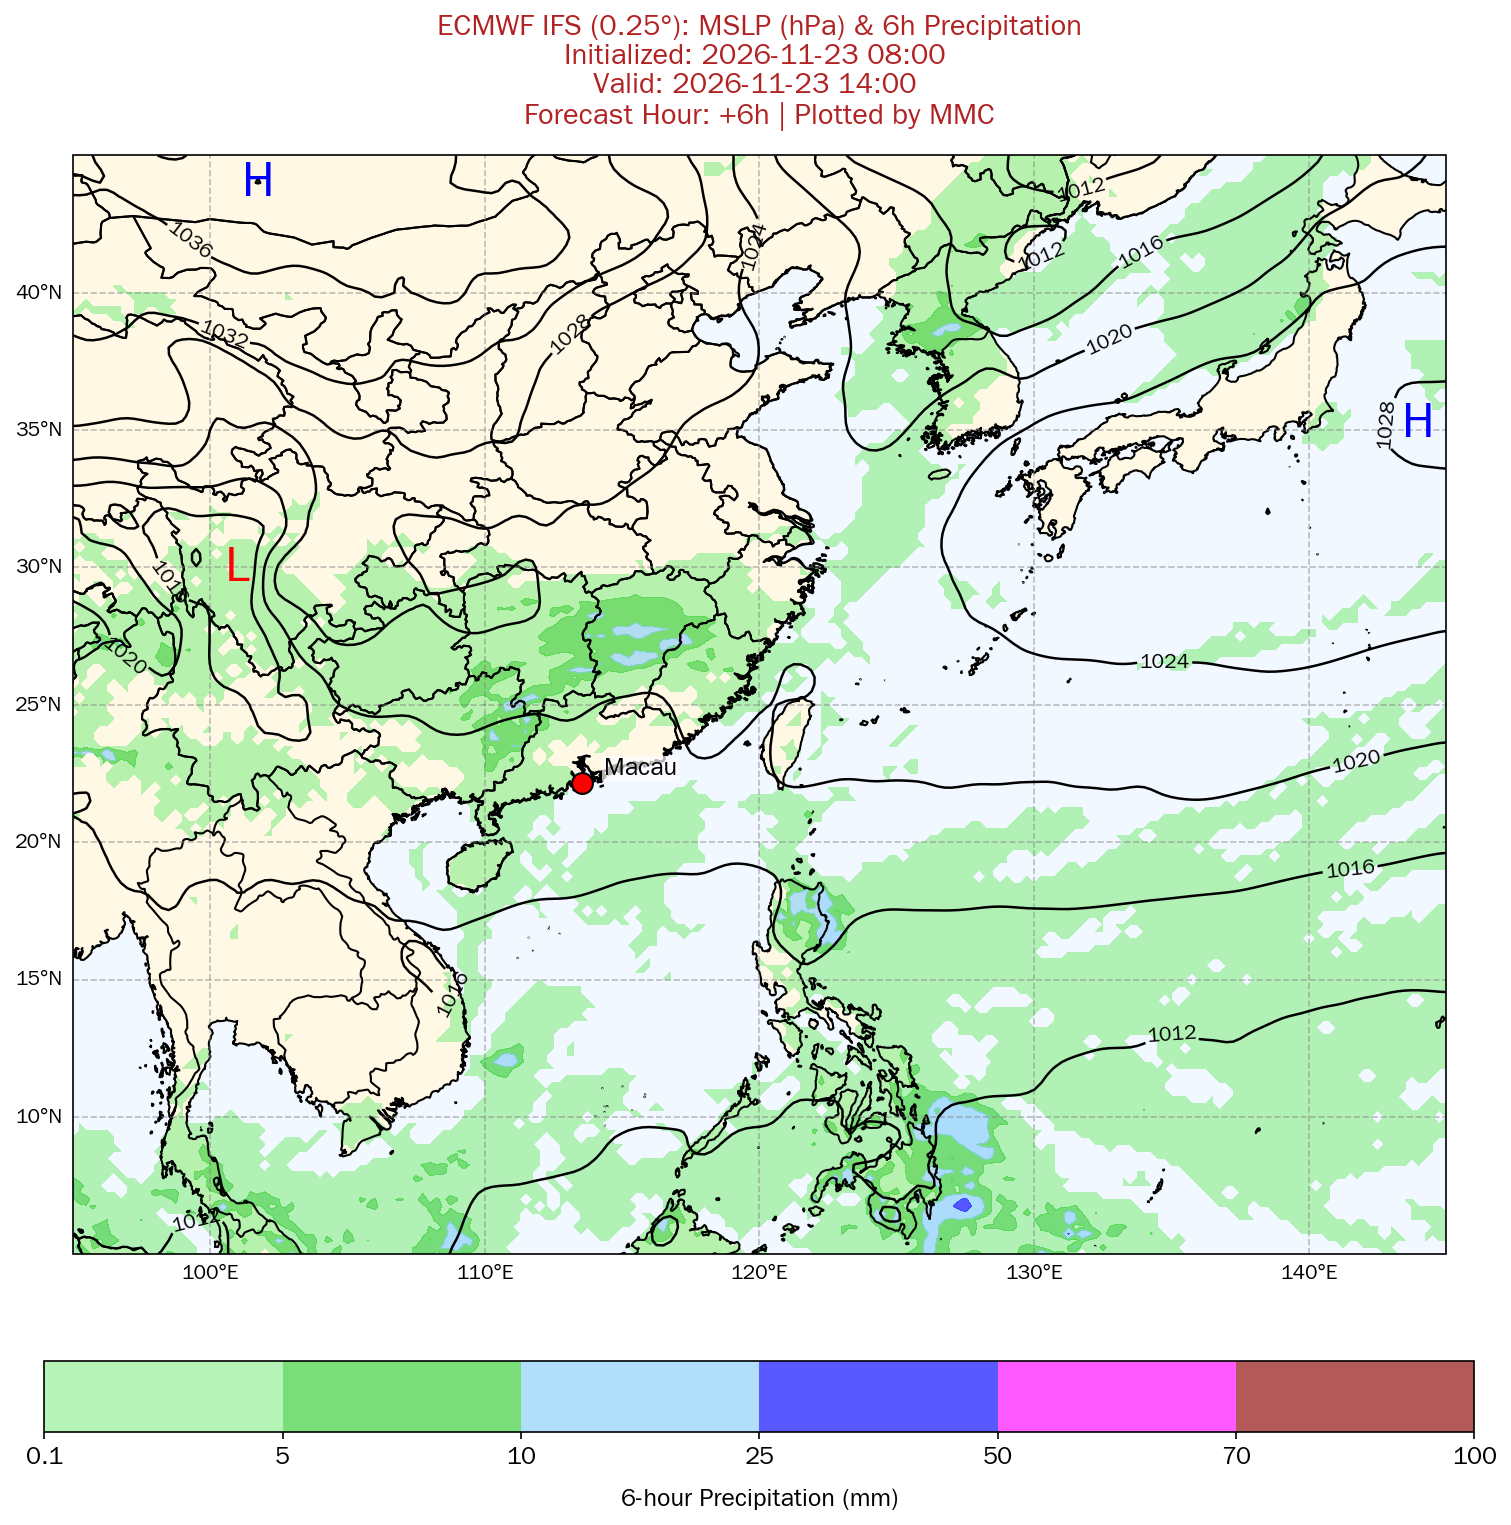 ECMWF IFS (0.25°): MSLP (hPa) & 6h Precipitation
Initialized: 2026-11-23 08:00
Valid: 2026-11-23 14:00
Forecast Hour: +6h | Plotted by MMC
H
1012
1036
1024
1012
1016
40°N
1032
1028
1020
35°N
1028
H
30°N
L
1020
1024
25°N
1020
Macau
20°N
1016
15°N
1016
1012
10°N
1012
100°E
110°E
120°E
130°E
140°E
0.1
5
10
25
50
70
100
6-hour Precipitation (mm)